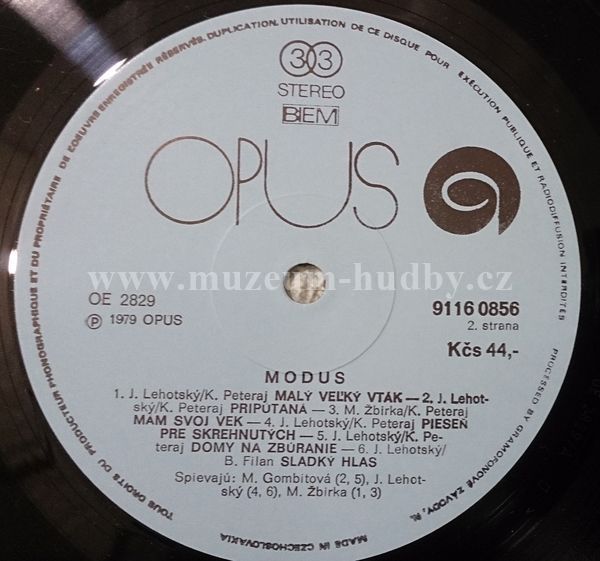 TOUS DROITS DU PRODUCTEUR PHONOGRAPHIQUE ET DU PROPRIÉTAIRE DE L'OEUVRE ENREGISTRÉE RÉSERVÉS. DUPLICATION, UTILISATION DE CE DISQUE POUR EXÉCUTION PUBLIQUE ET RADIODIFFUSION INTERDITES
33
STEREO
BIEM
OPUS
www.muzeum-hudby.cz
OE 2829
9116 0856
℗ 1979 OPUS
2. strana
Kčs 44,-
MODUS
1. J. Lehotský/K. Peteraj MALÝ VEĽKÝ VTÁK — 2. J. Lehot-
ský/K. Peteraj PRIPÚTANÁ — 3. M. Žbirka/K. Peteraj
MÁM SVOJ VEK — 4. J. Lehotský/K. Peteraj PIESEŇ
PRE SKREHNUTÝCH — 5. J. Lehotský/K. Pe-
teraj DOMY NA ZBÚRANIE — 6. J. Lehotský/
B. Filan SLADKÝ HLAS
Spievajú: M. Gombitová (2, 5), J. Lehot-
ský (4, 6), M. Žbirka (1, 3)
MADE IN CZECHOSLOVAKIA
PROCESSED BY GRAMOFONOVÉ ZÁVODY,